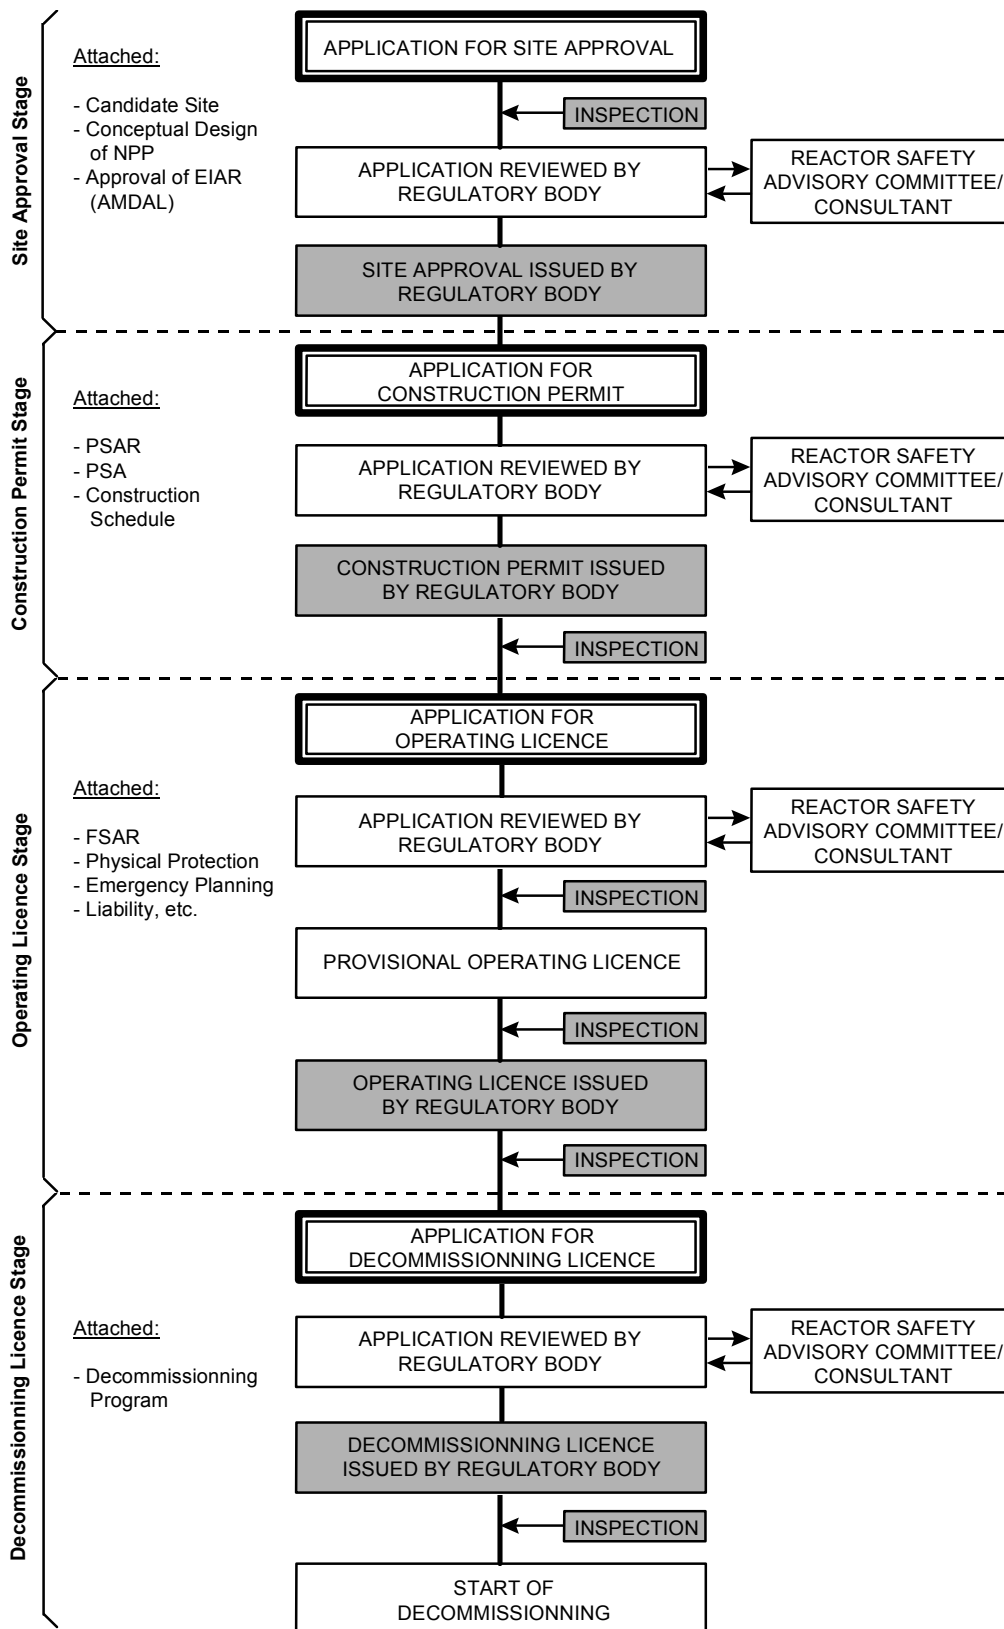 Site Approval Stage
Attached:
- Candidate Site
- Conceptual Design
of NPP
- Approval of EIAR
(AMDAL)
APPLICATION FOR SITE APPROVAL
INSPECTION
APPLICATION REVIEWED BY
REGULATORY BODY
REACTOR SAFETY
ADVISORY COMMITTEE/
CONSULTANT
SITE APPROVAL ISSUED BY
REGULATORY BODY
Construction Permit Stage
Attached:
- PSAR
- PSA
- Construction
Schedule
APPLICATION FOR
CONSTRUCTION PERMIT
APPLICATION REVIEWED BY
REGULATORY BODY
REACTOR SAFETY
ADVISORY COMMITTEE/
CONSULTANT
CONSTRUCTION PERMIT ISSUED
BY REGULATORY BODY
INSPECTION
Operating Licence Stage
Attached:
- FSAR
- Physical Protection
- Emergency Planning
- Liability, etc.
APPLICATION FOR
OPERATING LICENCE
APPLICATION REVIEWED BY
REGULATORY BODY
REACTOR SAFETY
ADVISORY COMMITTEE/
CONSULTANT
INSPECTION
PROVISIONAL OPERATING LICENCE
INSPECTION
OPERATING LICENCE ISSUED
BY REGULATORY BODY
INSPECTION
Decommissionning Licence Stage
Attached:
- Decommissionning
Program
APPLICATION FOR
DECOMMISSIONNING LICENCE
APPLICATION REVIEWED BY
REGULATORY BODY
REACTOR SAFETY
ADVISORY COMMITTEE/
CONSULTANT
DECOMMISSIONNING LICENCE
ISSUED BY REGULATORY BODY
INSPECTION
START OF
DECOMMISSIONNING